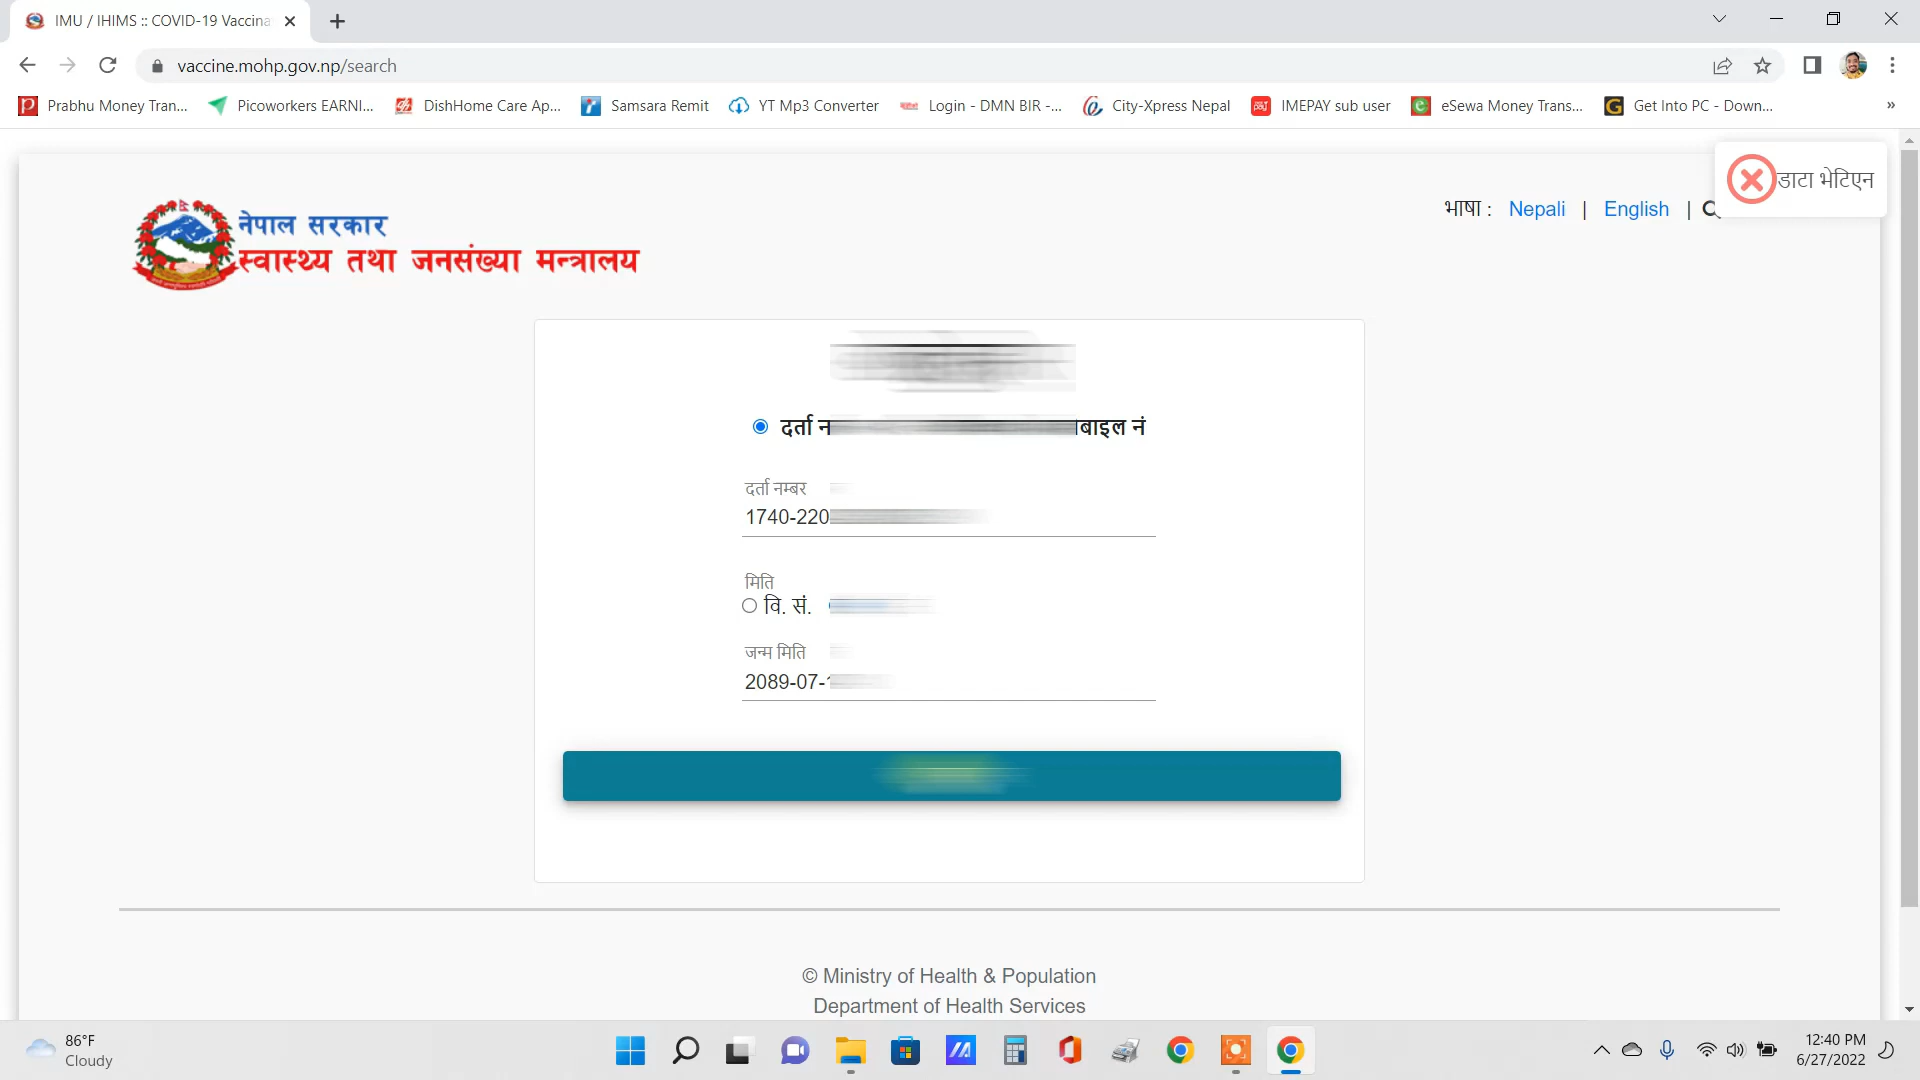 IMU / IHIMS :: COVID-19 Vaccina
vaccine.mohp.gov.np/search
Prabhu Money Tran... Picoworkers EARNI... DishHome Care Ap... Samsara Remit YT Mp3 Converter Login - DMN BIR -... City-Xpress Nepal IMEPAY sub user eSewa Money Trans... Get Into PC - Down... »
डाटा भेटिएन
भाषा : Nepali | English |
नेपाल सरकार
स्वास्थ्य तथा जनसंख्या मन्त्रालय
दर्ता बाइल नं
दर्ता नम्बर
1740-220
मिति
वि. सं.
जन्म मिति
2089-07-
© Ministry of Health & Population
Department of Health Services
86°F
Cloudy
12:40 PM
6/27/2022